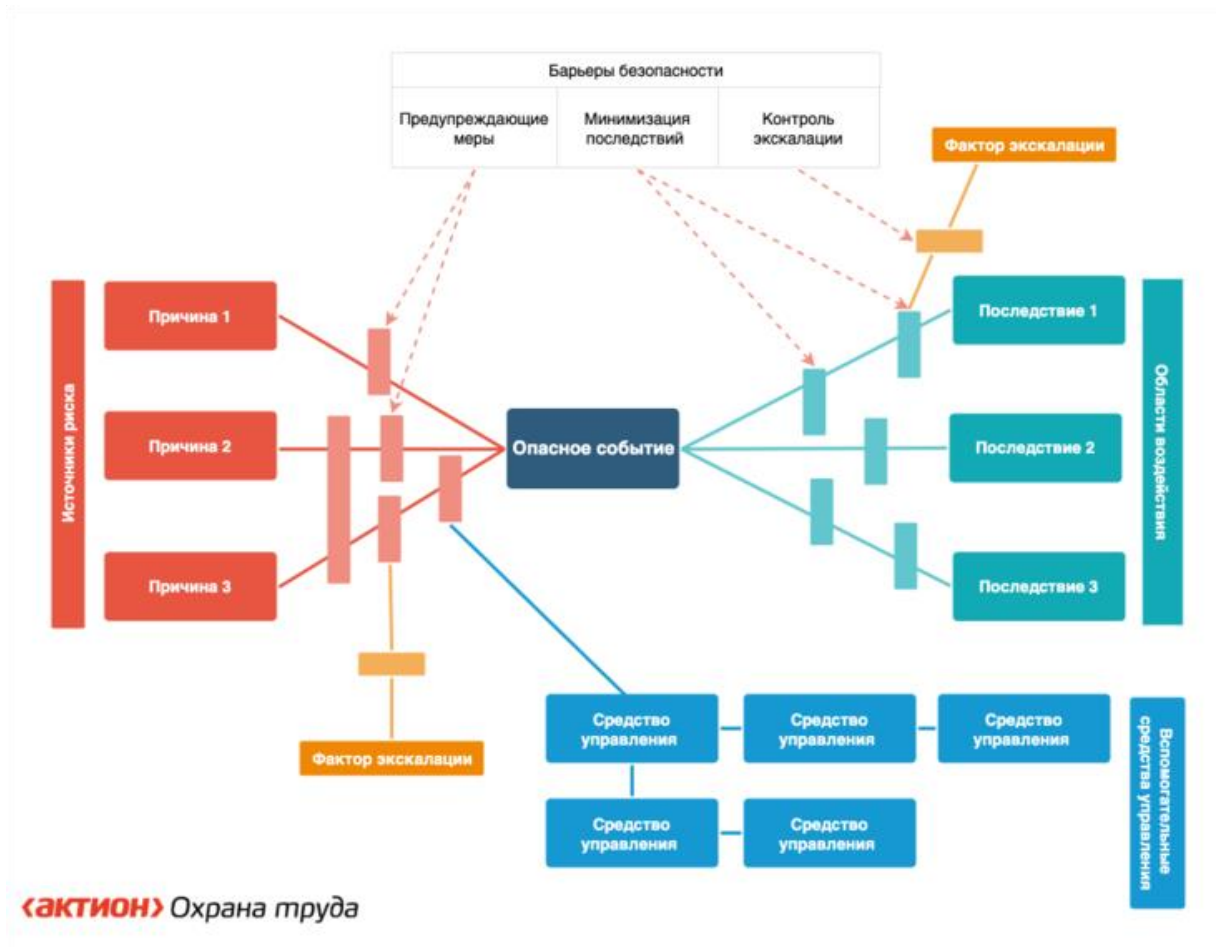 Барьеры безопасности
Предупреждающие
меры
Минимизация
последствий
Контроль
экскалации
Фактор экскалации
Источники риска
Причина 1
Причина 2
Причина 3
Опасное событие
Последствие 1
Последствие 2
Последствие 3
Области воздействия
Фактор экскалации
Средство
управления
Средство
управления
Средство
управления
Средство
управления
Средство
управления
Вспомогательные
средства управления
<актион> Охрана труда